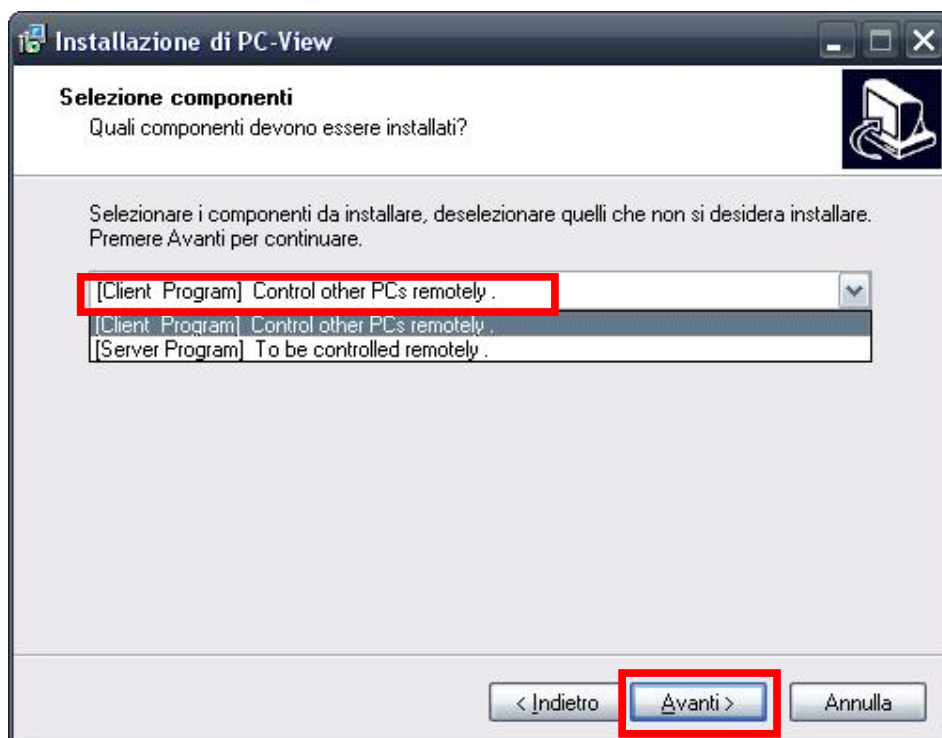 Installazione di PC-View
Selezione componenti
Quali componenti devono essere installati?
Selezionare i componenti da installare, deselezionare quelli che non si desidera installare.
Premere Avanti per continuare.
[Client Program] Control other PCs remotely .
[Client Program] Control other PCs remotely .
[Server Program] To be controlled remotely .
< Indietro Avanti > Annulla